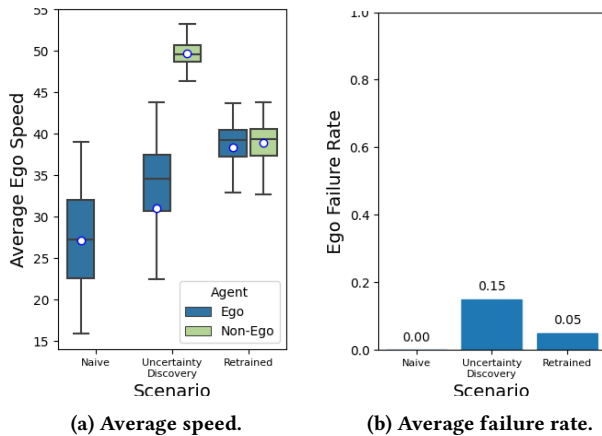 55
50
45
40
35
30
25
20
15
Average Ego Speed
Agent
Ego
Non-Ego
Naive
Uncertainty
Discovery
Retrained
Scenario
(a) Average speed.
1.0
0.8
0.6
0.4
0.2
0.0
Ego Failure Rate
0.00
0.15
0.05
Naive
Uncertainty
Discovery
Retrained
Scenario
(b) Average failure rate.